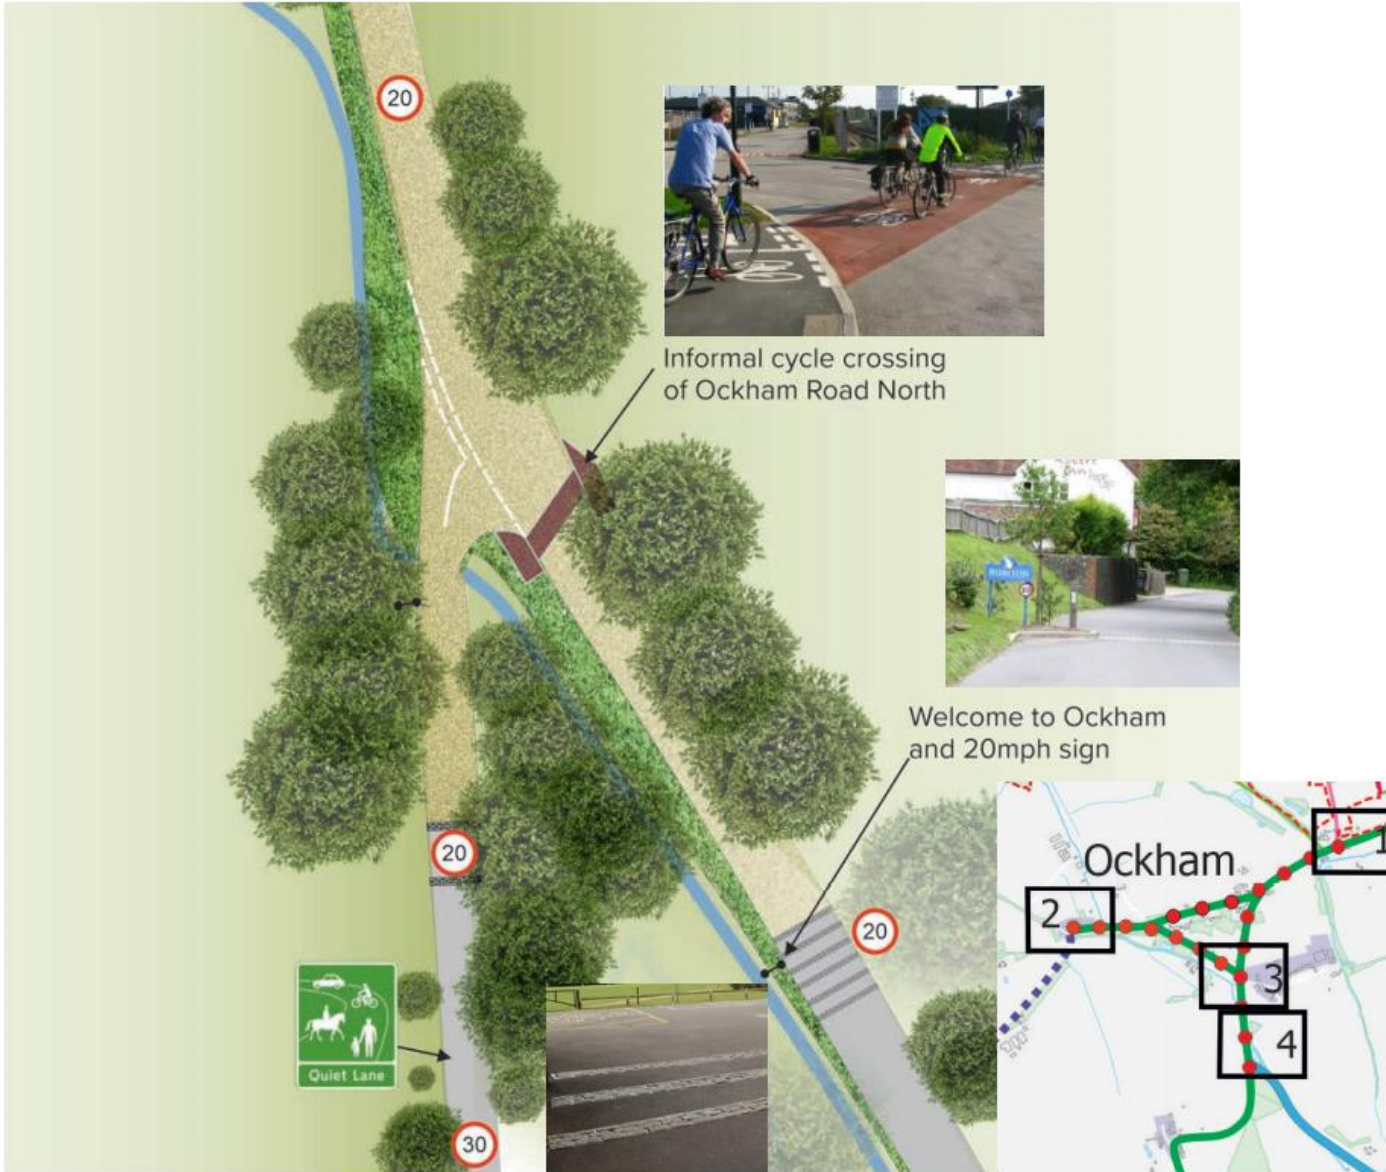 20
Informal cycle crossing
of Ockham Road North
Welcome to Ockham
and 20mph sign
20
20
Quiet Lane
30
Ockham
1
2
3
4